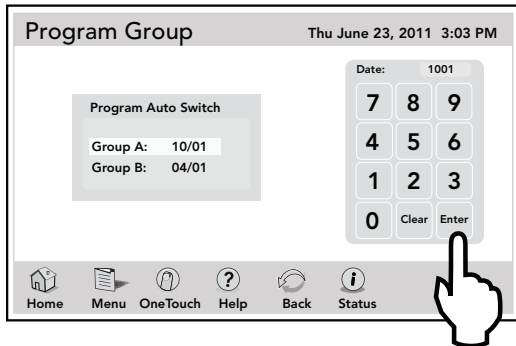 Program Group
Thu June 23, 2011 3:03 PM
Date: 1001
Program Auto Switch
Group A: 10/01
Group B: 04/01
7 8 9
4 5 6
1 2 3
0 Clear Enter
?
i
Home Menu OneTouch Help Back Status